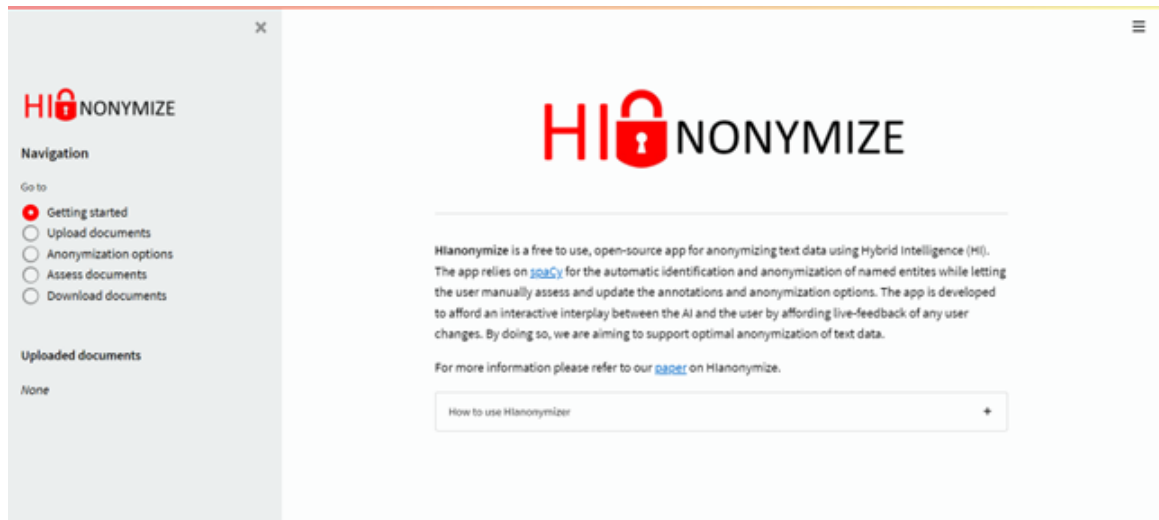 ×
☰
HI NONYMIZE
Navigation
Go to
Getting started
Upload documents
Anonymization options
Assess documents
Download documents
Uploaded documents
None
HI NONYMIZE
HIanonymize is a free to use, open-source app for anonymizing text data using Hybrid Intelligence (HI).
The app relies on spaCy for the automatic identification and anonymization of named entites while letting
the user manually assess and update the annotations and anonymization options. The app is developed
to afford an interactive interplay between the AI and the user by affording live-feedback of any user
changes. By doing so, we are aiming to support optimal anonymization of text data.
For more information please refer to our paper on HIanonymize.
How to use HIanonymizer +